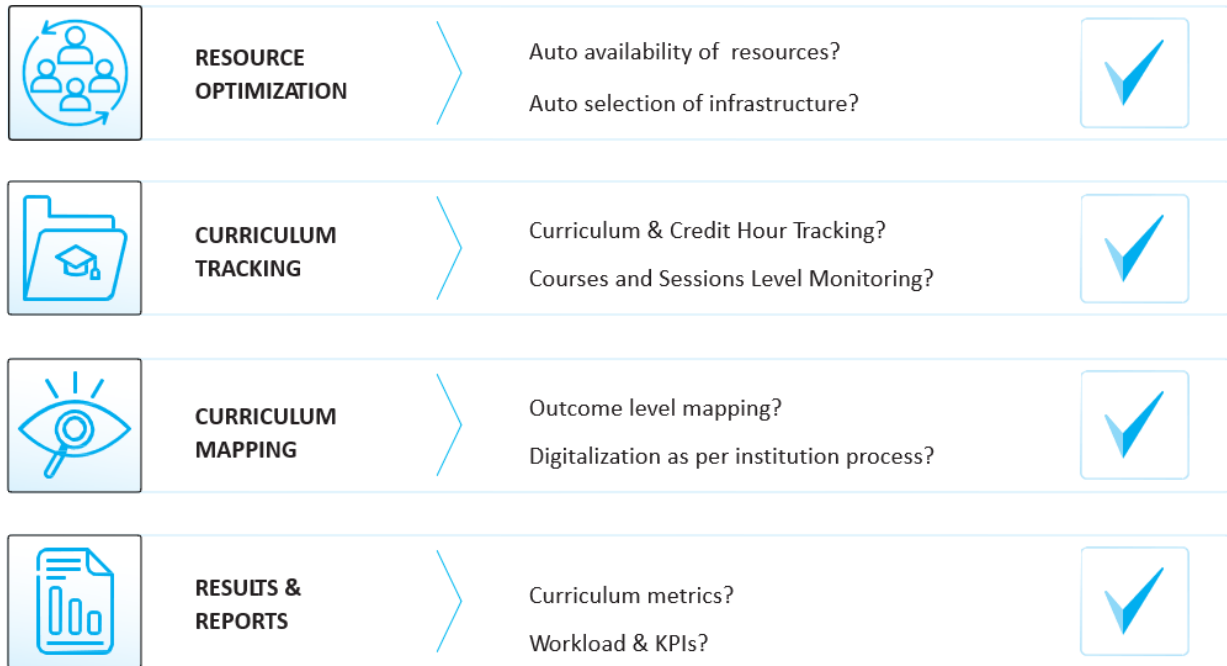 RESOURCE
OPTIMIZATION
Auto availability of resources?
Auto selection of infrastructure?
CURRICULUM
TRACKING
Curriculum & Credit Hour Tracking?
Courses and Sessions Level Monitoring?
CURRICULUM
MAPPING
Outcome level mapping?
Digitalization as per institution process?
RESULTS &
REPORTS
Curriculum metrics?
Workload & KPIs?